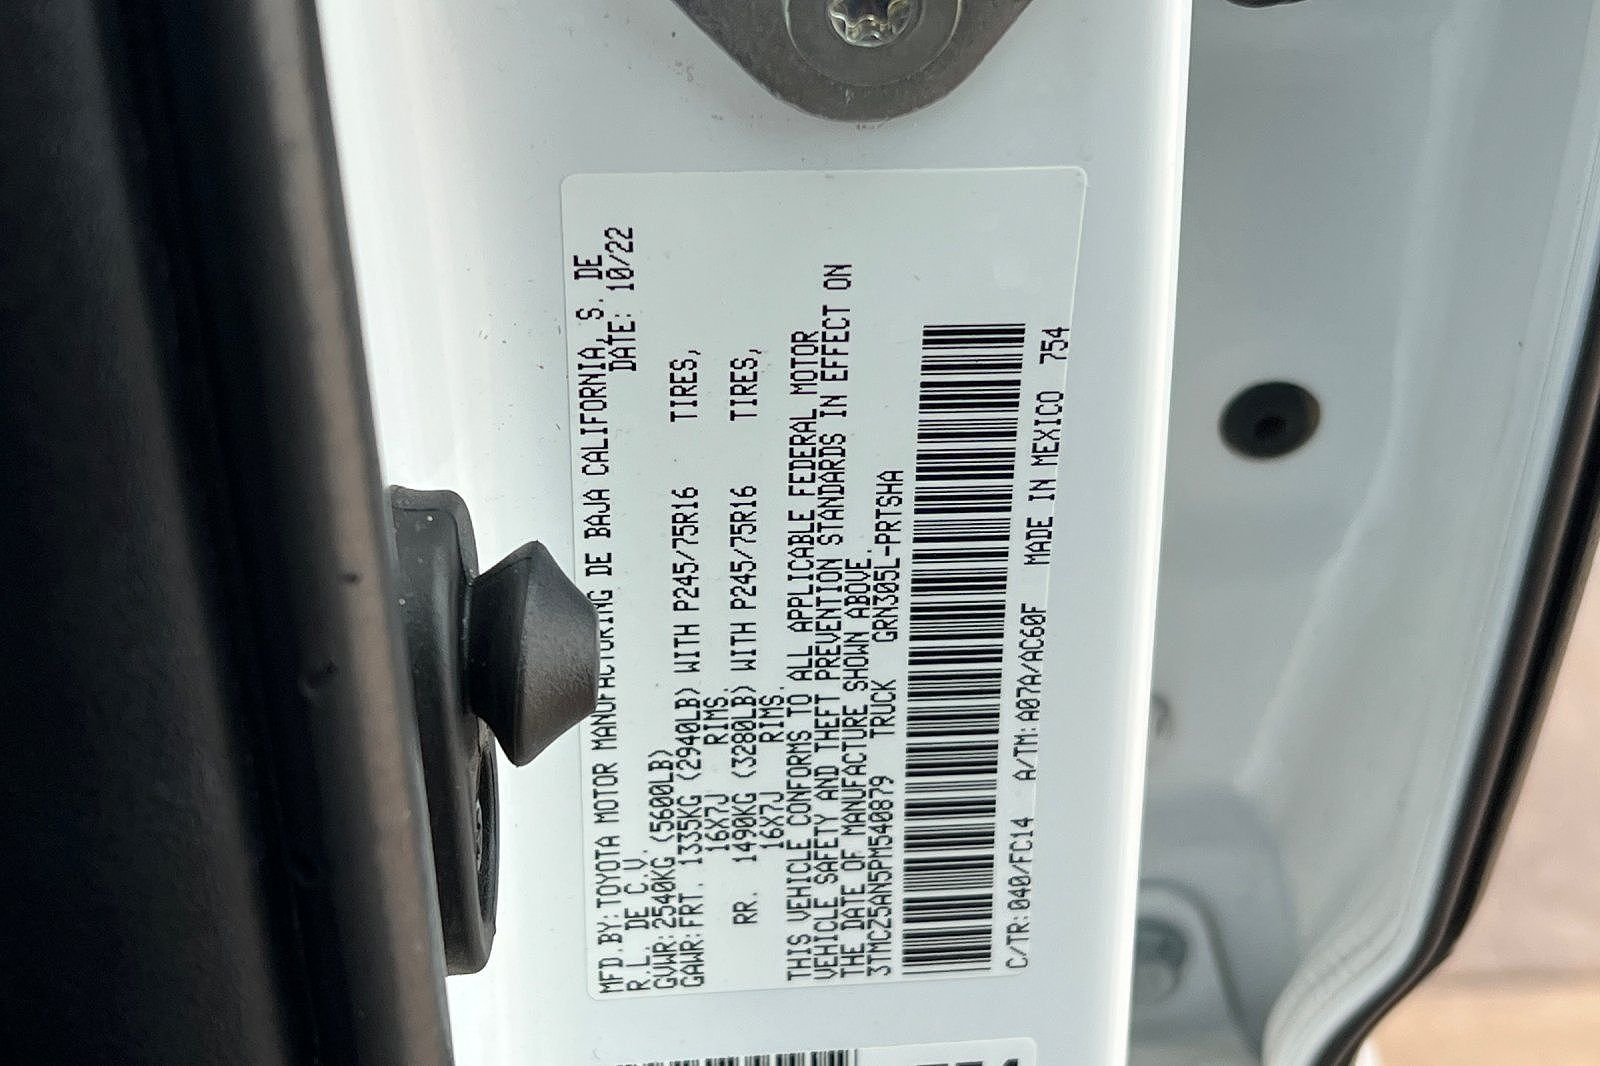 MFD.BY:TOYOTA MOTOR MANUFACTURING DE BAJA CALIFORNIA, S. DE
R.L. DE C.V. DATE: 10/22
GVWR:2540KG (5600LB)
GAWR:FRT. 1335KG (2940LB) WITH P245/75R16 TIRES,
16X7J RIMS.
RR. 1490KG (3280LB) WITH P245/75R16 TIRES,
16X7J RIMS.
THIS VEHICLE CONFORMS TO ALL APPLICABLE FEDERAL MOTOR
VEHICLE SAFETY AND THEFT PREVENTION STANDARDS IN EFFECT ON
THE DATE OF MANUFACTURE SHOWN ABOVE.
3TMCZ5AN5PM540879 TRUCK GRN305L-PRTSHA
C/TR:040/FC14 A/TM:A07A/AC60F MADE IN MEXICO 754